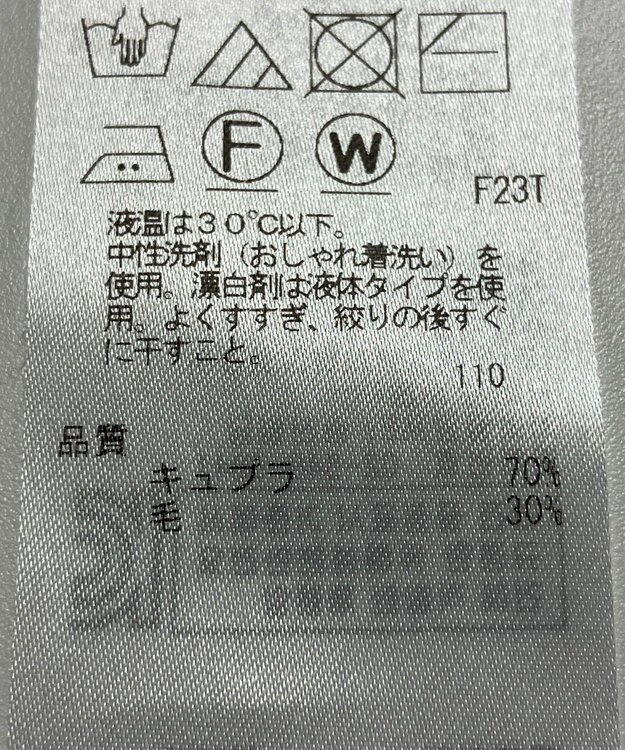 F
W
F23T
液温は30℃以下。
中性洗剤（おしゃれ着洗い）を
使用。漂白剤は液体タイプを使
用。よくすすぎ、絞りの後すぐ
に干すこと。
110
品質
キュプラ 70%
毛 30%